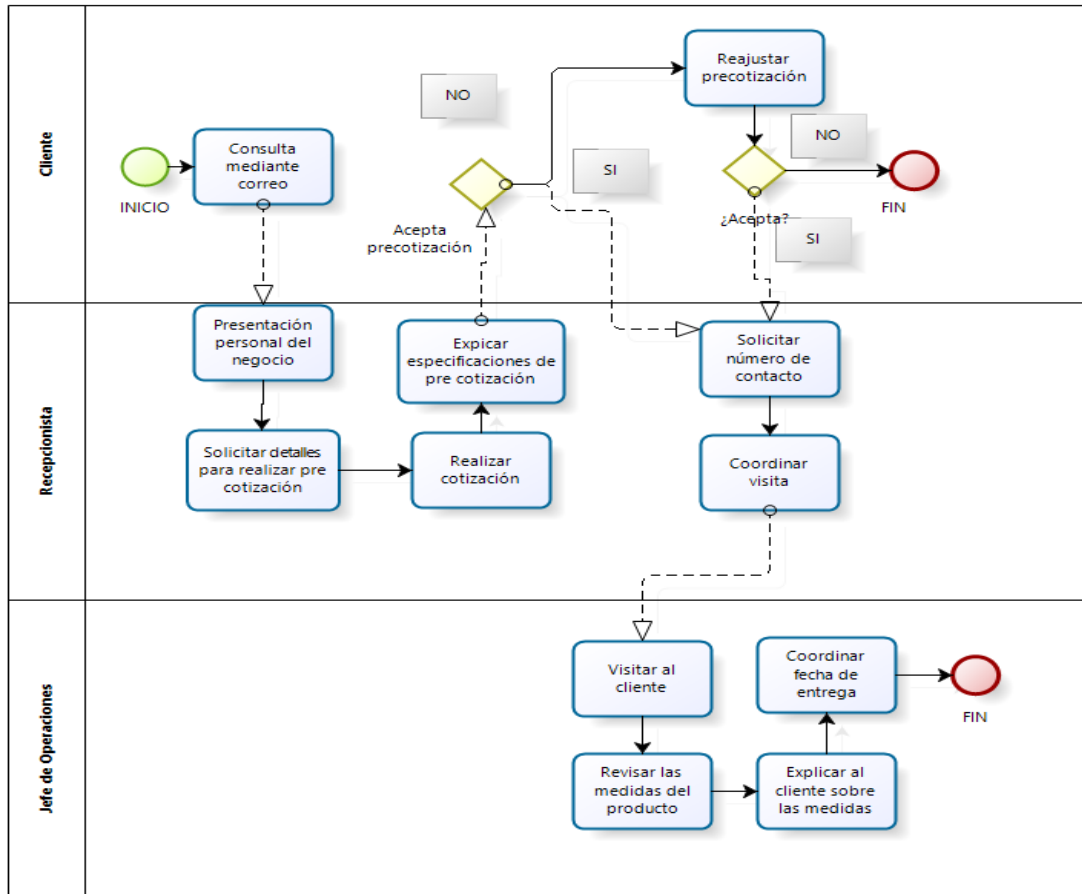 Cliente
INICIO
Consulta
mediante
correo
NO
Acepta
precotización
SI
Reajustar
precotización
NO
¿Acepta?
SI
FIN
Recepcionista
Presentación
personal del
negocio
Solicitar detalles
para realizar pre
cotización
Expicar
especificaciones de
pre cotización
Realizar
cotización
Solicitar
número de
contacto
Coordinar
visita
Jefe de Operaciones
Visitar al
cliente
Revisar las
medidas del
producto
Explicar al
cliente sobre
las medidas
Coordinar
fecha de
entrega
FIN